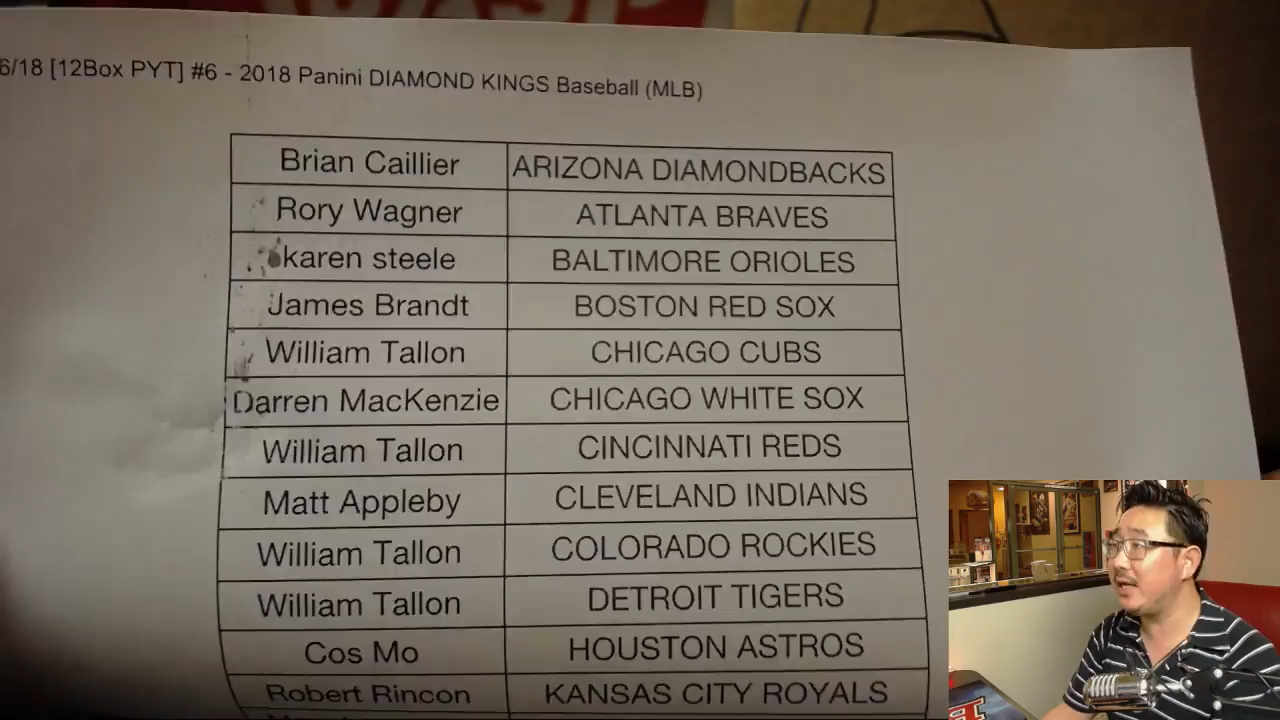 6/18 [12Box PYT] #6 - 2018 Panini DIAMOND KINGS Baseball (MLB)
Brian Caillier ARIZONA DIAMONDBACKS
Rory Wagner ATLANTA BRAVES
karen steele BALTIMORE ORIOLES
James Brandt BOSTON RED SOX
William Tallon CHICAGO CUBS
Darren MacKenzie CHICAGO WHITE SOX
William Tallon CINCINNATI REDS
Matt Appleby CLEVELAND INDIANS
William Tallon COLORADO ROCKIES
William Tallon DETROIT TIGERS
Cos Mo HOUSTON ASTROS
Robert Rincon KANSAS CITY ROYALS